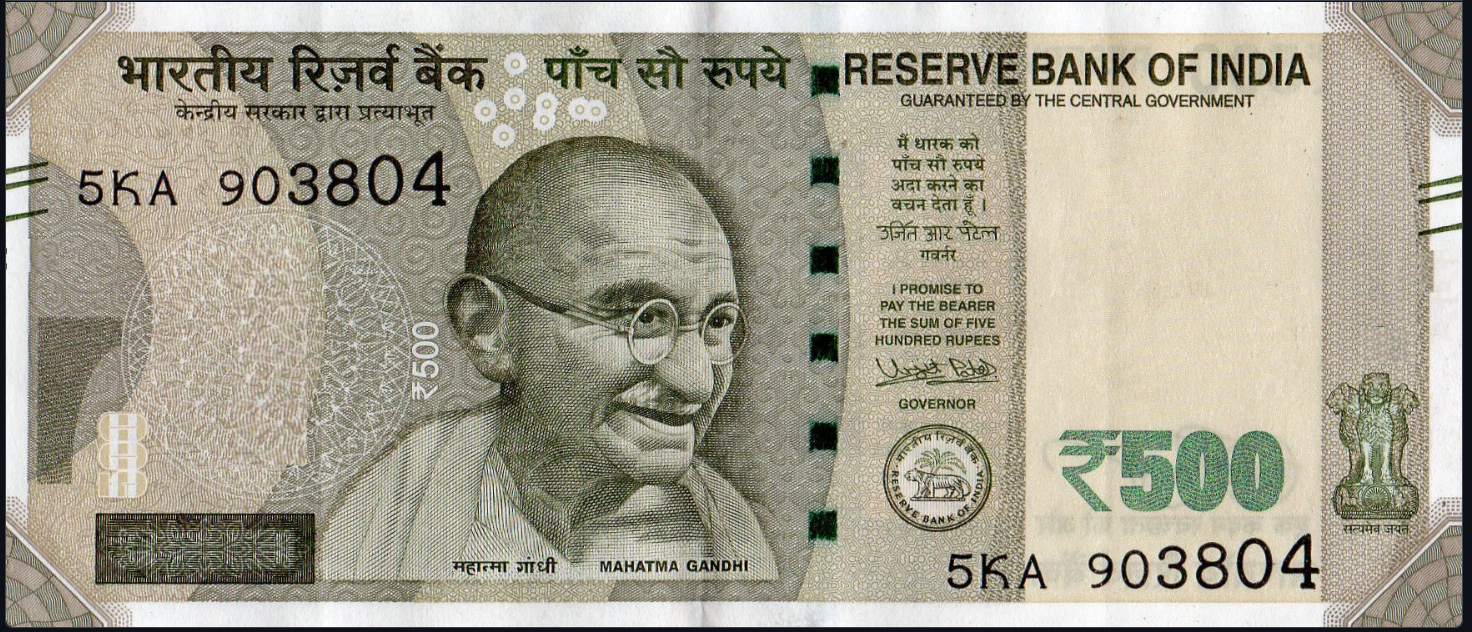 भारतीय रिज़र्व बैंक
केन्द्रीय सरकार द्वारा प्रत्याभूत
पाँच सौ रुपये
RESERVE BANK OF INDIA
GUARANTEED BY THE CENTRAL GOVERNMENT
5KA 903804
₹500
मैं धारक को
पाँच सौ रुपये
अदा करने का
वचन देता हूँ ।
उर्जित आर पटेल
गवर्नर
I PROMISE TO
PAY THE BEARER
THE SUM OF FIVE
HUNDRED RUPEES
Urjit Patel
GOVERNOR
भारतीय रिज़र्व बैंक
RESERVE BANK OF INDIA
₹500
सत्यमेव जयते
महात्मा गांधी
MAHATMA GANDHI
5KA 903804